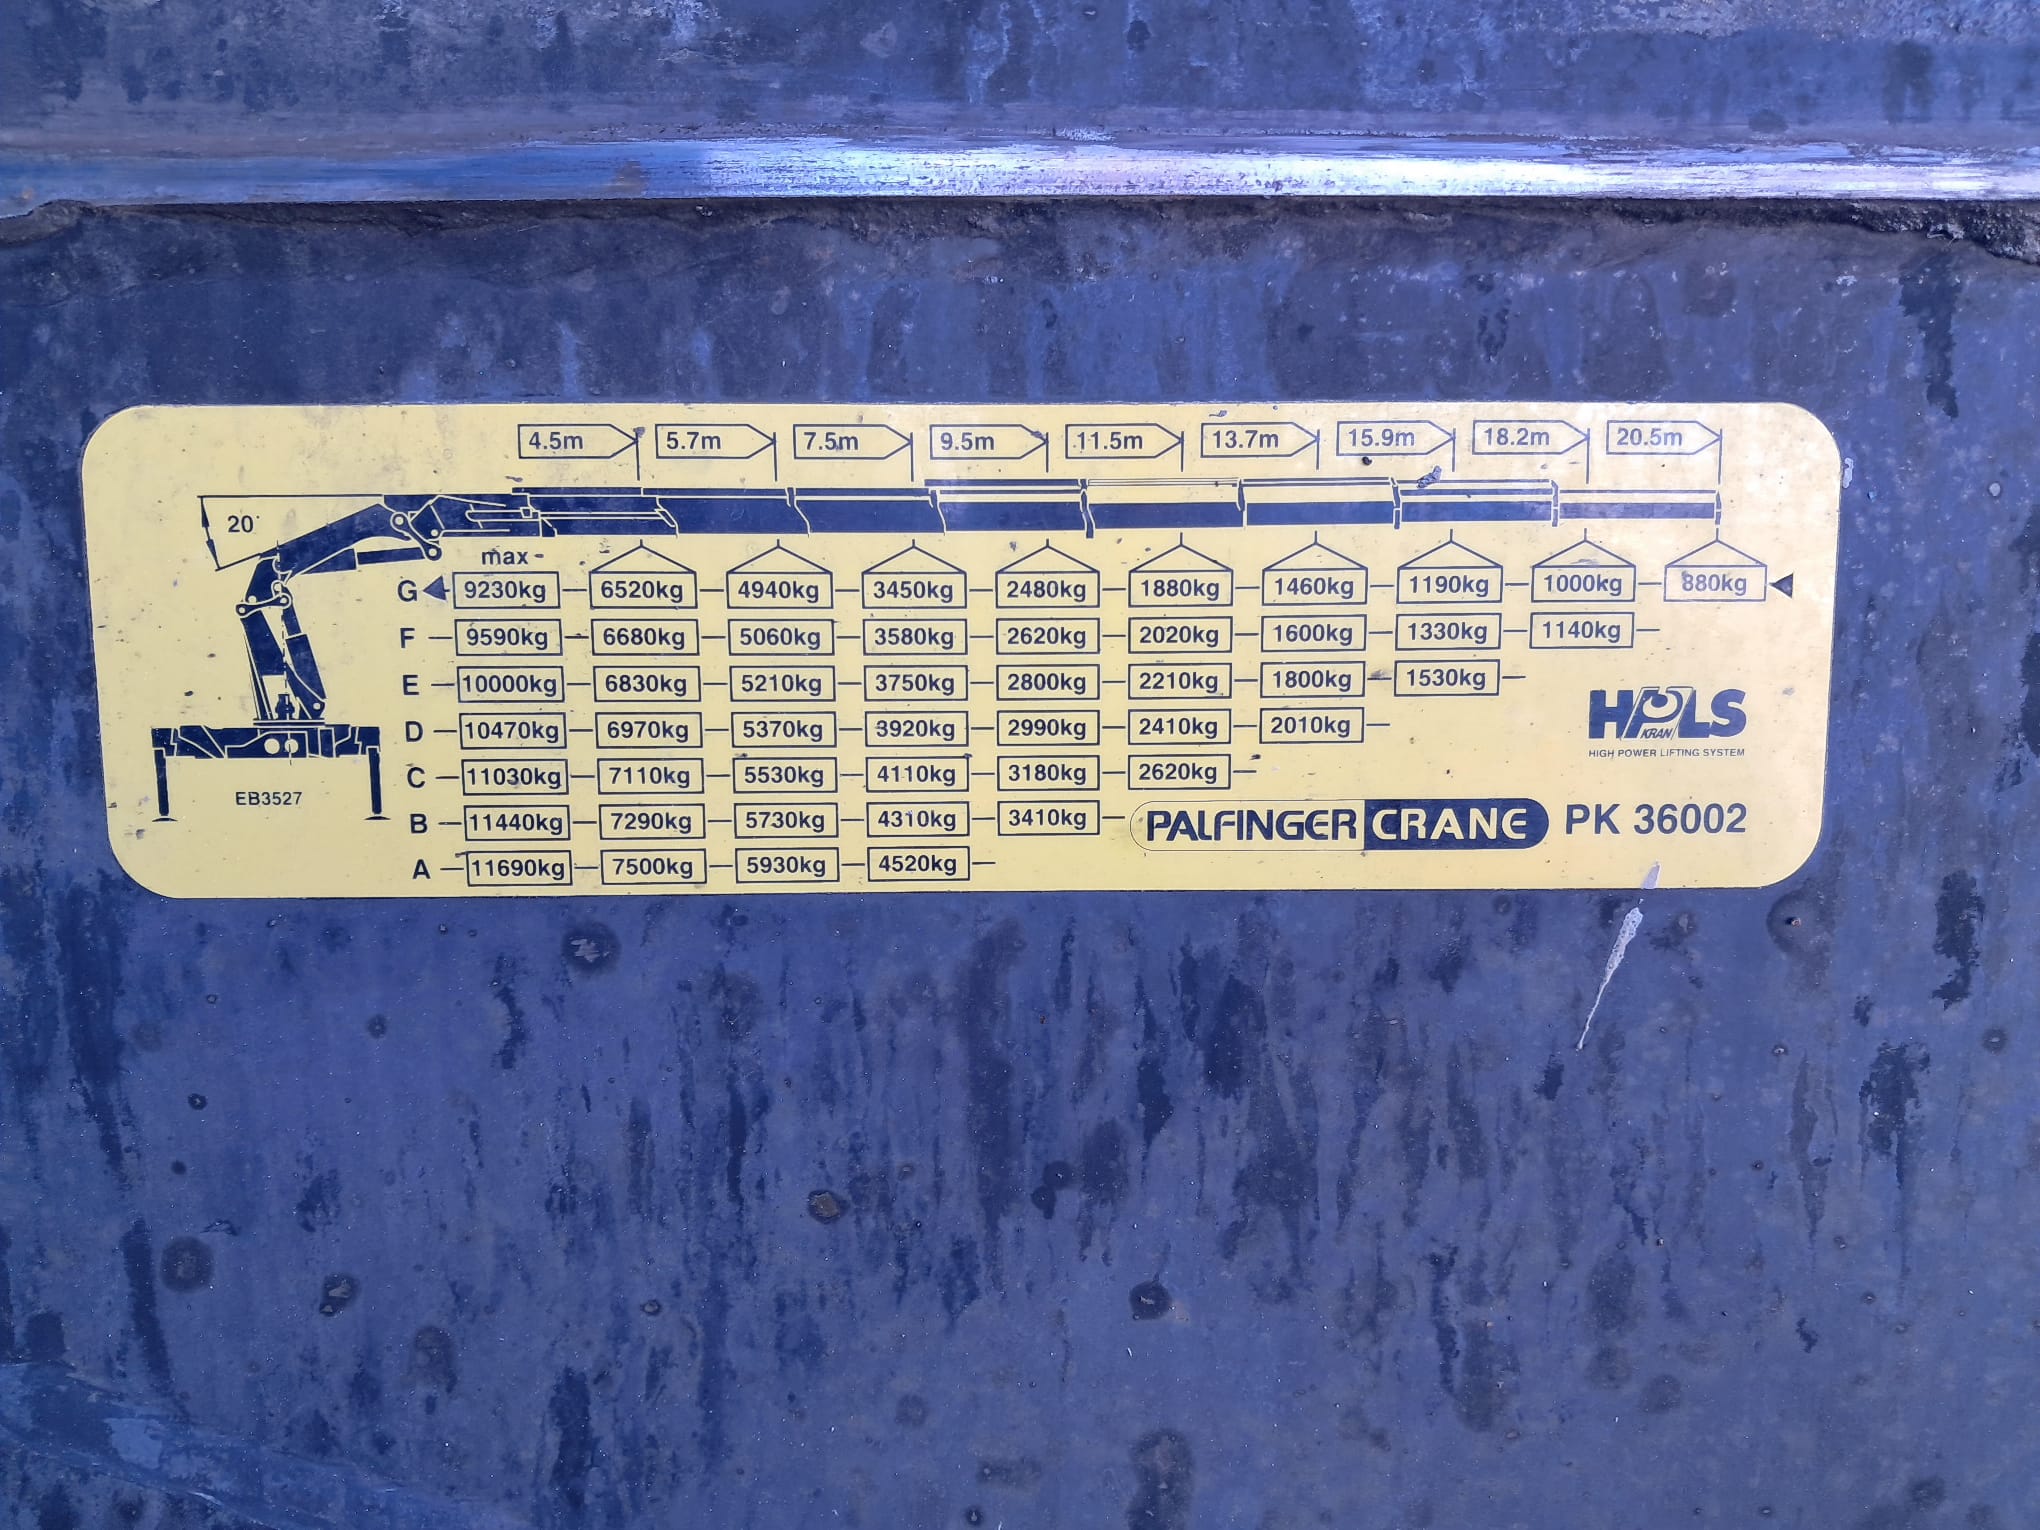 4.5m 5.7m 7.5m 9.5m 11.5m 13.7m 15.9m 18.2m 20.5m
20°
max
G 9230kg 6520kg 4940kg 3450kg 2480kg 1880kg 1460kg 1190kg 1000kg 880kg
F 9590kg 6680kg 5060kg 3580kg 2620kg 2020kg 1600kg 1330kg 1140kg
E 10000kg 6830kg 5210kg 3750kg 2800kg 2210kg 1800kg 1530kg
D 10470kg 6970kg 5370kg 3920kg 2990kg 2410kg 2010kg
C 11030kg 7110kg 5530kg 4110kg 3180kg 2620kg
B 11440kg 7290kg 5730kg 4310kg 3410kg
A 11690kg 7500kg 5930kg 4520kg
EB3527
HPLS
KRAN
HIGH POWER LIFTING SYSTEM
PALFINGER CRANE PK 36002